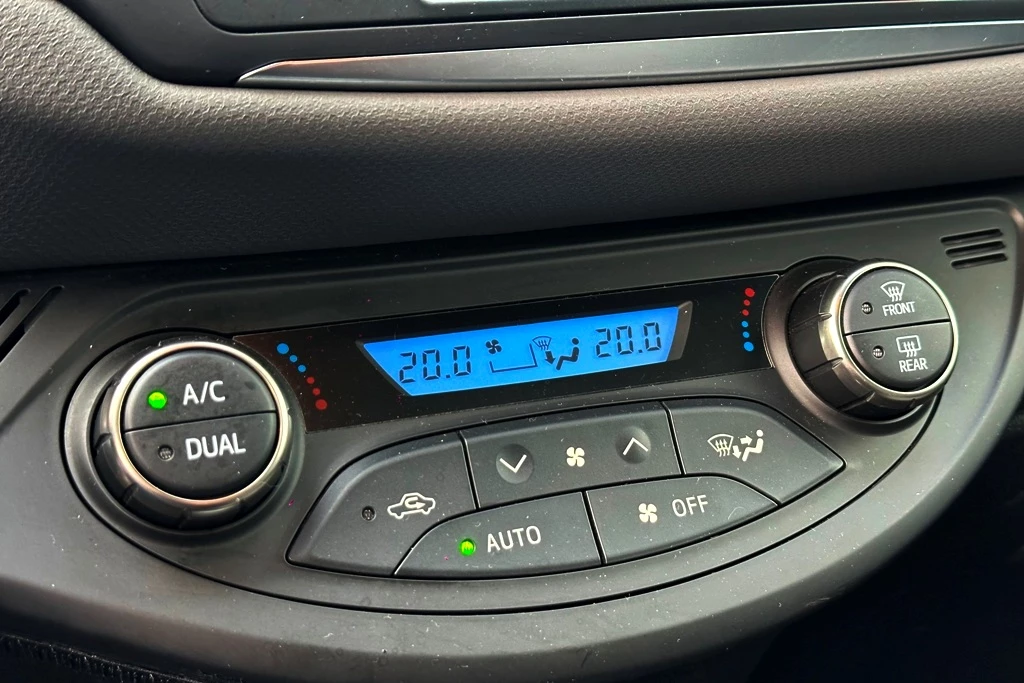 20.0 20.0
FRONT
REAR
A/C
DUAL
AUTO
OFF